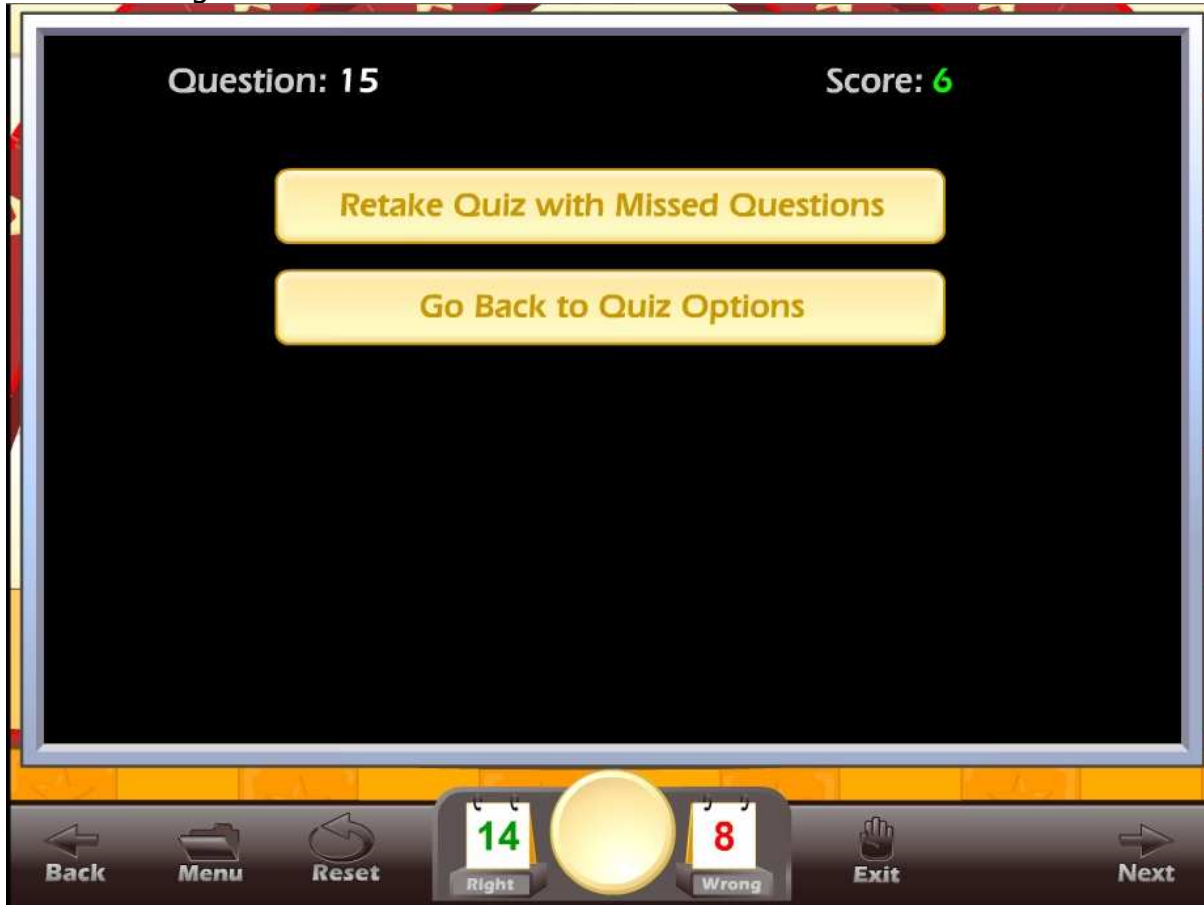 Question: 15
Score: 6
Retake Quiz with Missed Questions
Go Back to Quiz Options
Back
Menu
Reset
14
Right
8
Wrong
Exit
Next